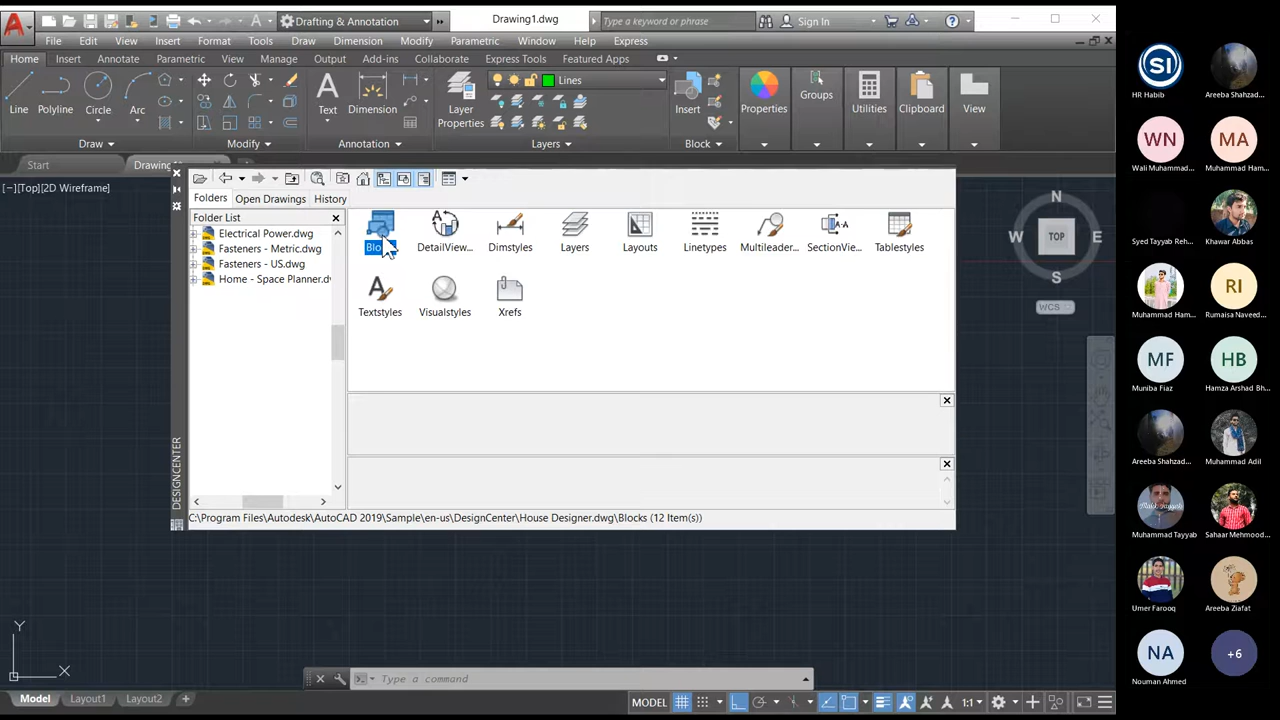 Drafting & Annotation
Drawing1.dwg
Type a keyword or phrase
Sign In
File Edit View Insert Format Tools Draw Dimension Modify Parametric Window Help Express
Home Insert Annotate Parametric View Manage Output Add-ins Collaborate Express Tools Featured Apps
Lines
Line Polyline Circle Arc Text Dimension Layer Properties Insert Properties Groups Utilities Clipboard View
Draw Modify Annotation Layers Block
Start
[−][Top][2D Wireframe]
Folders Open Drawings History
Folder List
Electrical Power.dwg
Fasteners - Metric.dwg
Fasteners - US.dwg
Home - Space Planner.dv
DetailView... Dimstyles Layers Layouts Linetypes Multileader... SectionVie... Tablestyles
Textstyles Visualstyles Xrefs
DESIGNCENTER
C:\Program Files\Autodesk\AutoCAD 2019\Sample\en-us\DesignCenter\House Designer.dwg\Blocks (12 Item(s))
N
W TOP E
S
WCS
Y
X
Type a command
Model Layout1 Layout2 +
MODEL
1:1
SI
HR Habib
Areeba Shahzad...
WN
Wali Muhammad...
MA
Muhammad Ham...
Syed Tayyab Reh...
Khawar Abbas
Muhammad Ham...
RI
Rumaisa Naveed...
MF
Muniba Fiaz
HB
Hamza Arshad Bh...
Areeba Shahzad...
Muhammad Adil
Muhammad Tayyab
Sahaar Mehmood...
Umer Farooq
Areeba Ziafat
NA
Nouman Ahmed
+6